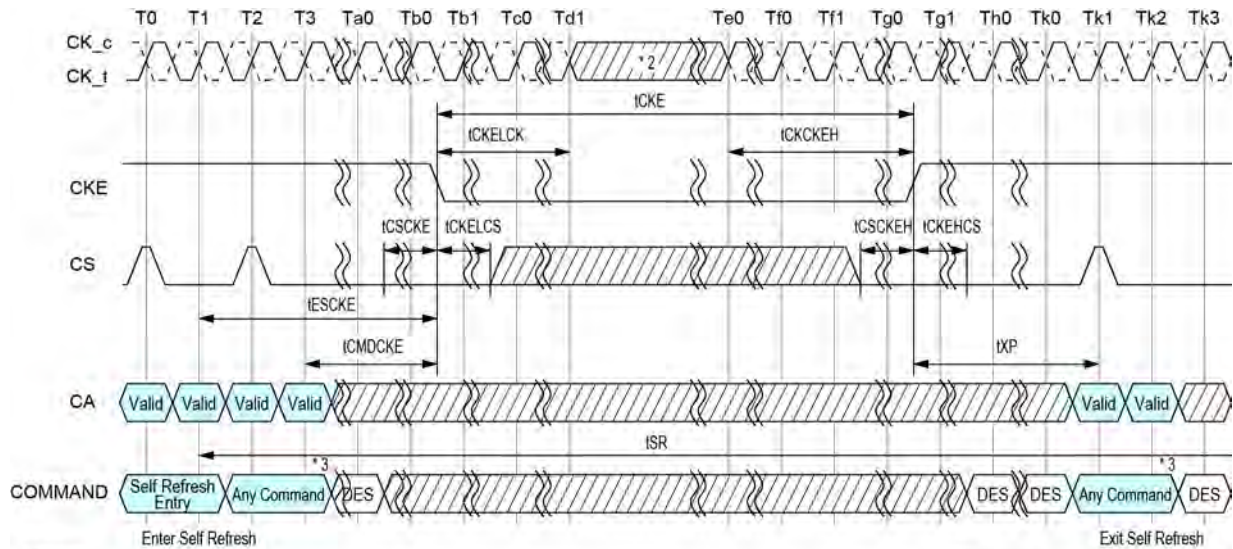 T0 T1 T2 T3 Ta0 Tb0 Tb1 Tc0 Td1 Te0 Tf0 Tf1 Tg0 Tg1 Th0 Tk0 Tk1 Tk2 Tk3
CK_c
CK_t
*2
tCKE
tCKELCK
tCKCKEH
CKE
tCSCKE
tCKELCS
tCSCKEH
tCKEHCS
CS
tESCKE
tCMDCKE
tXP
CA
Valid Valid Valid Valid
Valid Valid
tSR
*3
*3
COMMAND
Self Refresh
Entry
Any Command
DES
DES
DES
Any Command
DES
Enter Self Refresh
Exit Self Refresh